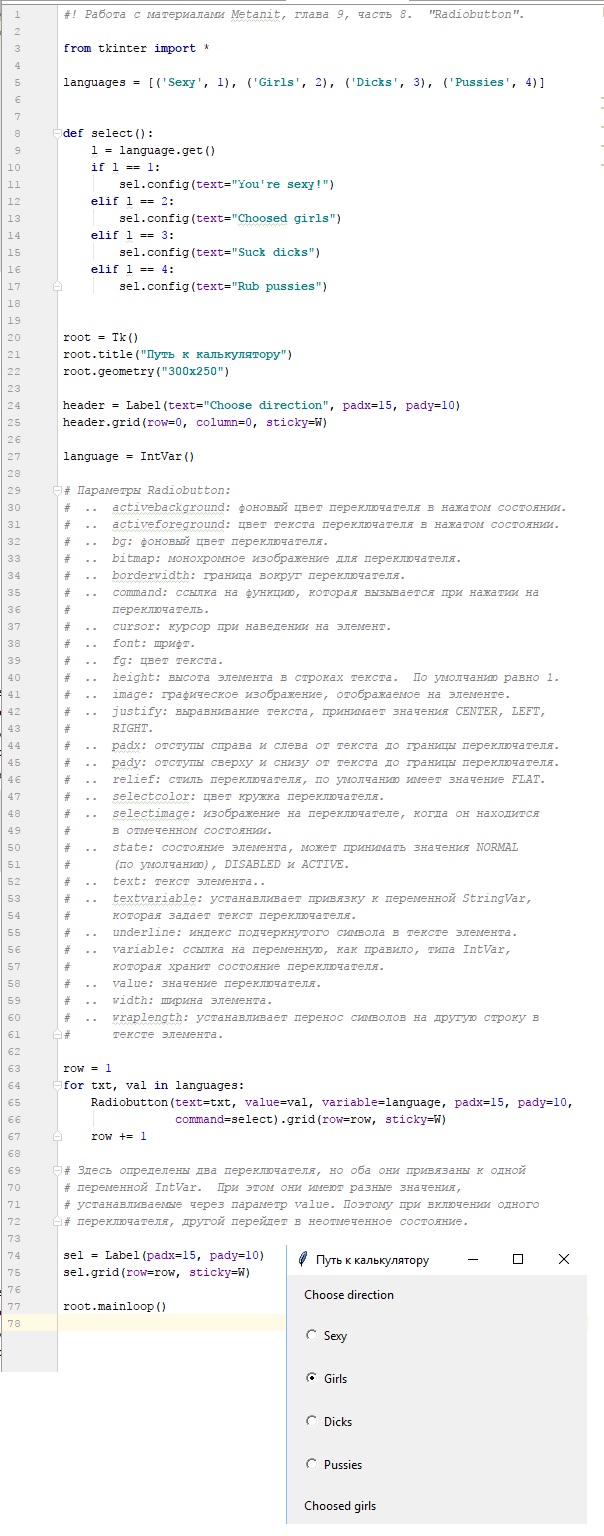 1 #! Работа с материалами Metanit, глава 9, часть 8.  "Radiobutton".
2
3 from tkinter import *
4
5 languages = [('Sexy', 1), ('Girls', 2), ('Dicks', 3), ('Pussies', 4)]
6
7
8 def select():
9     l = language.get()
10     if l == 1:
11         sel.config(text="You're sexy!")
12     elif l == 2:
13         sel.config(text="Choosed girls")
14     elif l == 3:
15         sel.config(text="Suck dicks")
16     elif l == 4:
17         sel.config(text="Rub pussies")
18
19
20 root = Tk()
21 root.title("Путь к калькулятору")
22 root.geometry("300x250")
23
24 header = Label(text="Choose direction", padx=15, pady=10)
25 header.grid(row=0, column=0, sticky=W)
26
27 language = IntVar()
28
29 # Параметры Radiobutton:
30 #  ..  activebackground: фоновый цвет переключателя в нажатом состоянии.
31 #  ..  activeforeground: цвет текста переключателя в нажатом состоянии.
32 #  ..  bg: фоновый цвет переключателя.
33 #  ..  bitmap: монохромное изображение для переключателя.
34 #  ..  borderwidth: граница вокруг переключателя.
35 #  ..  command: ссылка на функцию, которая вызывается при нажатии на
36 #      переключатель.
37 #  ..  cursor: курсор при наведении на элемент.
38 #  ..  font: шрифт.
39 #  ..  fg: цвет текста.
40 #  ..  height: высота элемента в строках текста.  По умолчанию равно 1.
41 #  ..  image: графическое изображение, отображаемое на элементе.
42 #  ..  justify: выравнивание текста, принимает значения CENTER, LEFT,
43 #      RIGHT.
44 #  ..  padx: отступы справа и слева от текста до границы переключателя.
45 #  ..  pady: отступы сверху и снизу от текста до границы переключателя.
46 #  ..  relief: стиль переключателя, по умолчанию имеет значение FLAT.
47 #  ..  selectcolor: цвет кружка переключателя.
48 #  ..  selectimage: изображение на переключателе, когда он находится
49 #      в отмеченном состоянии.
50 #  ..  state: состояние элемента, может принимать значения NORMAL
51 #      (по умолчанию), DISABLED и ACTIVE.
52 #  ..  text: текст элемента..
53 #  ..  textvariable: устанавливает привязку к переменной StringVar,
54 #      которая задает текст переключателя.
55 #  ..  underline: индекс подчеркнутого символа в тексте элемента.
56 #  ..  variable: ссылка на переменную, как правило, типа IntVar,
57 #      которая хранит состояние переключателя.
58 #  ..  value: значение переключателя.
59 #  ..  width: ширина элемента.
60 #  ..  wraplength: устанавливает перенос символов на другую строку в
61 #      тексте элемента.
62
63 row = 1
64 for txt, val in languages:
65     Radiobutton(text=txt, value=val, variable=language, padx=15, pady=10,
66                 command=select).grid(row=row, sticky=W)
67     row += 1
68
69 # Здесь определены два переключателя, но оба они привязаны к одной
70 # переменной IntVar.  При этом они имеют разные значения,
71 # устанавливаемые через параметр value. Поэтому при включении одного
72 # переключателя, другой перейдет в неотмеченное состояние.
73
74 sel = Label(padx=15, pady=10)
75 sel.grid(row=row, sticky=W)
76
77 root.mainloop()
78
Путь к калькулятору
Choose direction
Sexy
Girls
Dicks
Pussies
Choosed girls